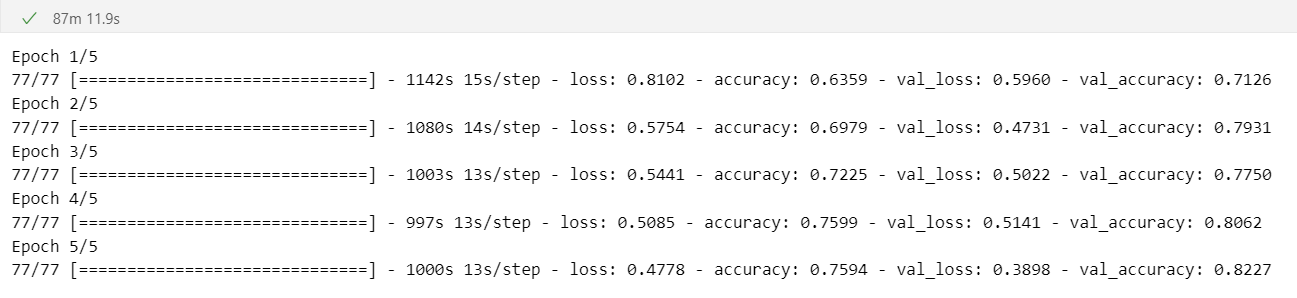 87m 11.9s
Epoch 1/5
77/77 [==============================] - 1142s 15s/step - loss: 0.8102 - accuracy: 0.6359 - val_loss: 0.5960 - val_accuracy: 0.7126
Epoch 2/5
77/77 [==============================] - 1080s 14s/step - loss: 0.5754 - accuracy: 0.6979 - val_loss: 0.4731 - val_accuracy: 0.7931
Epoch 3/5
77/77 [==============================] - 1003s 13s/step - loss: 0.5441 - accuracy: 0.7225 - val_loss: 0.5022 - val_accuracy: 0.7750
Epoch 4/5
77/77 [==============================] - 997s 13s/step - loss: 0.5085 - accuracy: 0.7599 - val_loss: 0.5141 - val_accuracy: 0.8062
Epoch 5/5
77/77 [==============================] - 1000s 13s/step - loss: 0.4778 - accuracy: 0.7594 - val_loss: 0.3898 - val_accuracy: 0.8227